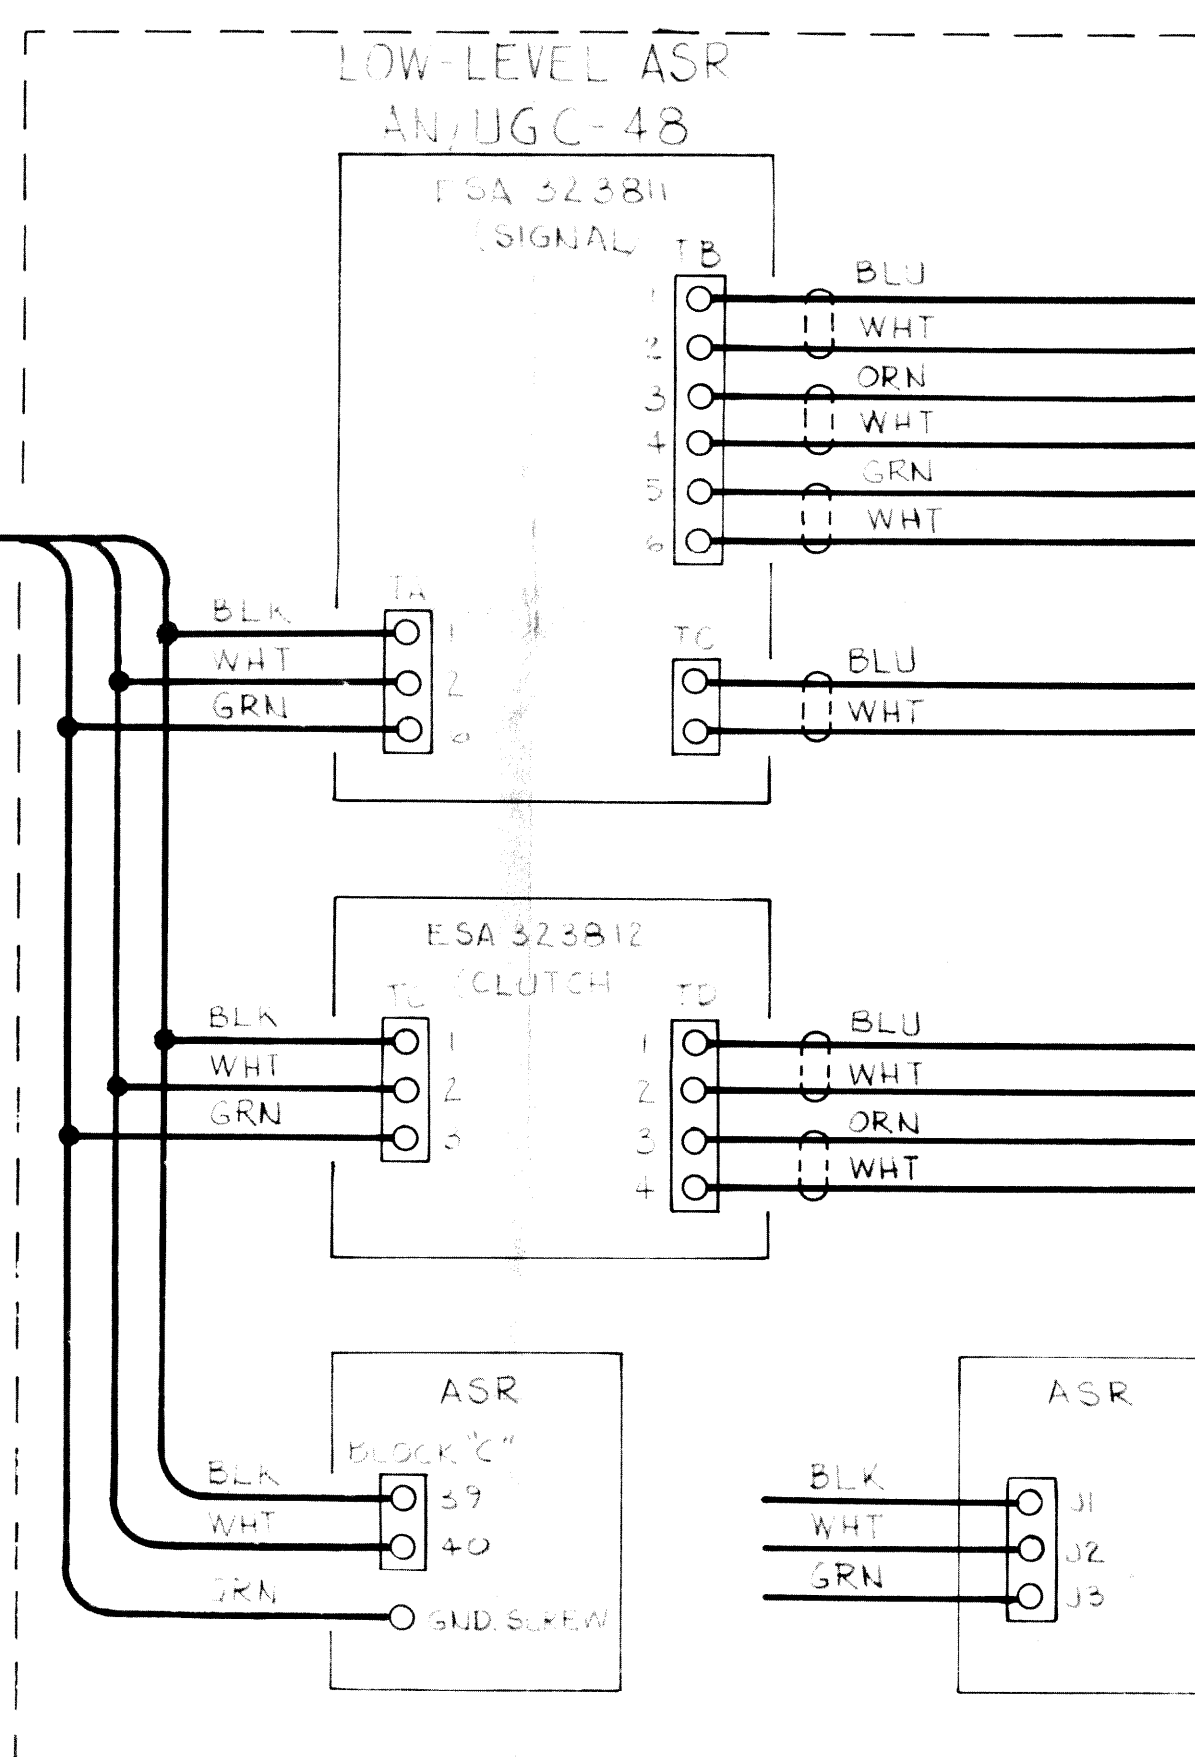 LOW-LEVEL ASR
AN/UGC-48
ESA 323811
(SIGNAL)
TB
1 BLU
2 WHT
3 ORN
4 WHT
5 GRN
6 WHT
TA
BLK 1
WHT 2
GRN
TC
BLU
WHT
ESA 323812
(CLUTCH
TD
BLK 1
WHT 2
GRN 3
1 BLU
2 WHT
3 ORN
4 WHT
ASR
BLOCK "C"
BLK 39
WHT 40
GRN GND. SCREW
ASR
BLK J1
WHT J2
GRN J3